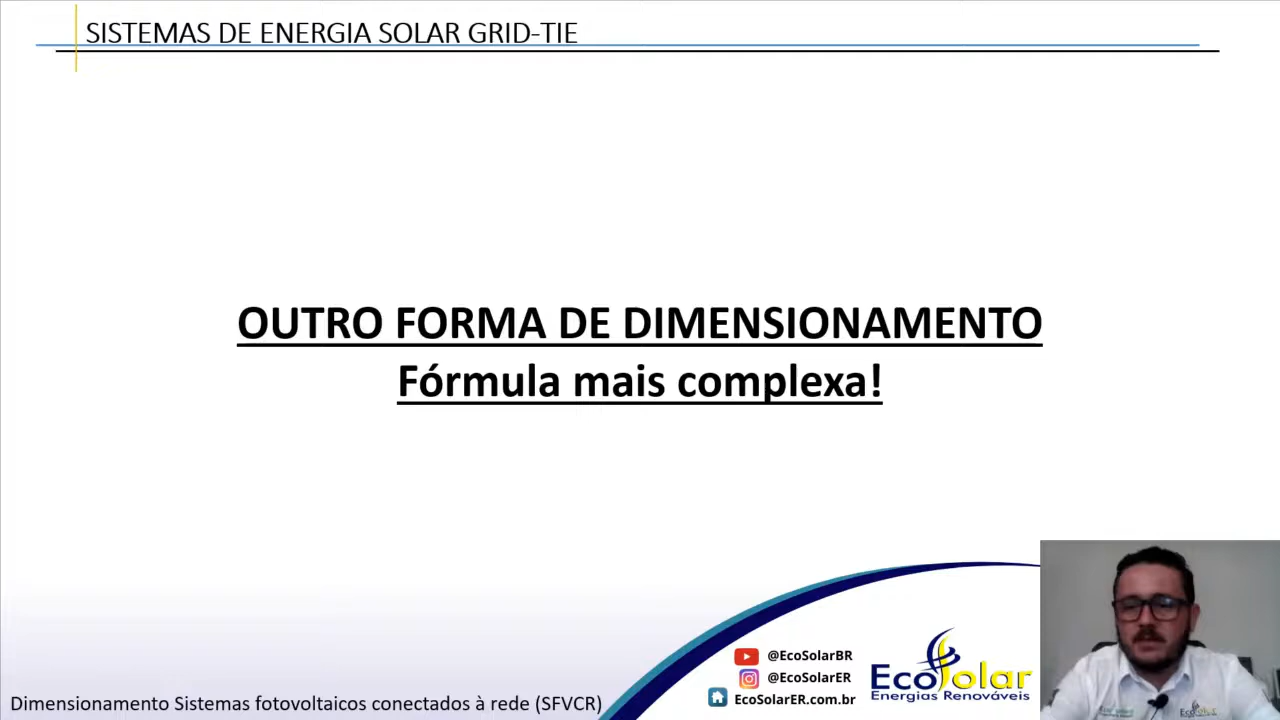 SISTEMAS DE ENERGIA SOLAR GRID-TIE
OUTRO FORMA DE DIMENSIONAMENTO
Fórmula mais complexa!
@EcoSolarBR
@EcoSolarER
EcoSolarER.com.br
EcoSolar
Energias Renováveis
Dimensionamento Sistemas totovoltaicos conectados à rede (SFVCR)